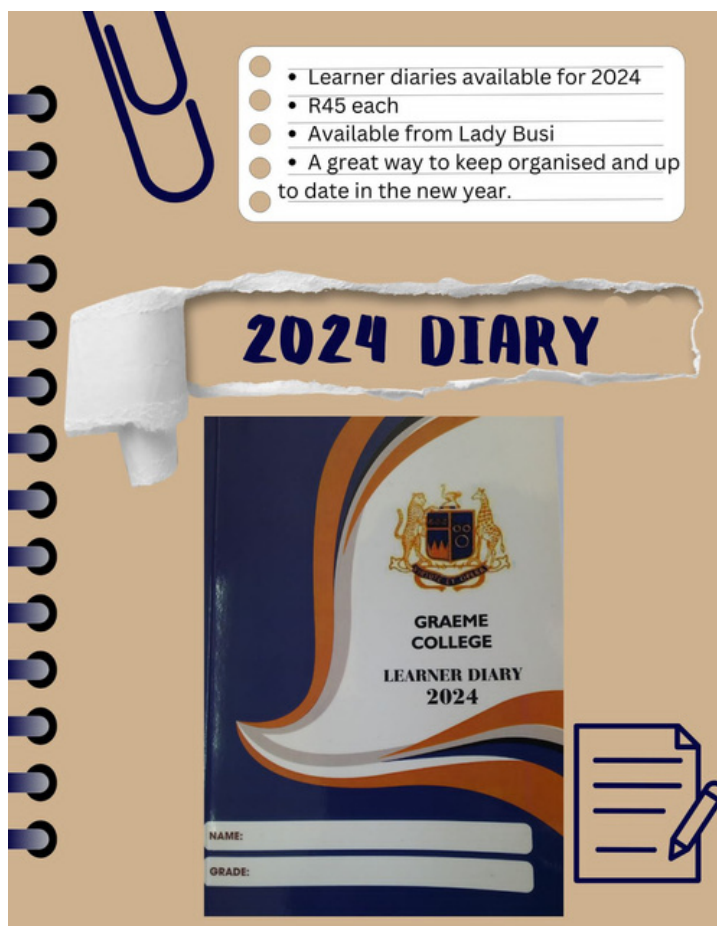 • Learner diaries available for 2024
• R45 each
• Available from Lady Busi
• A great way to keep organised and up
to date in the new year.
2024 DIARY
GRAEME
COLLEGE
LEARNER DIARY
2024
NAME:
GRADE: